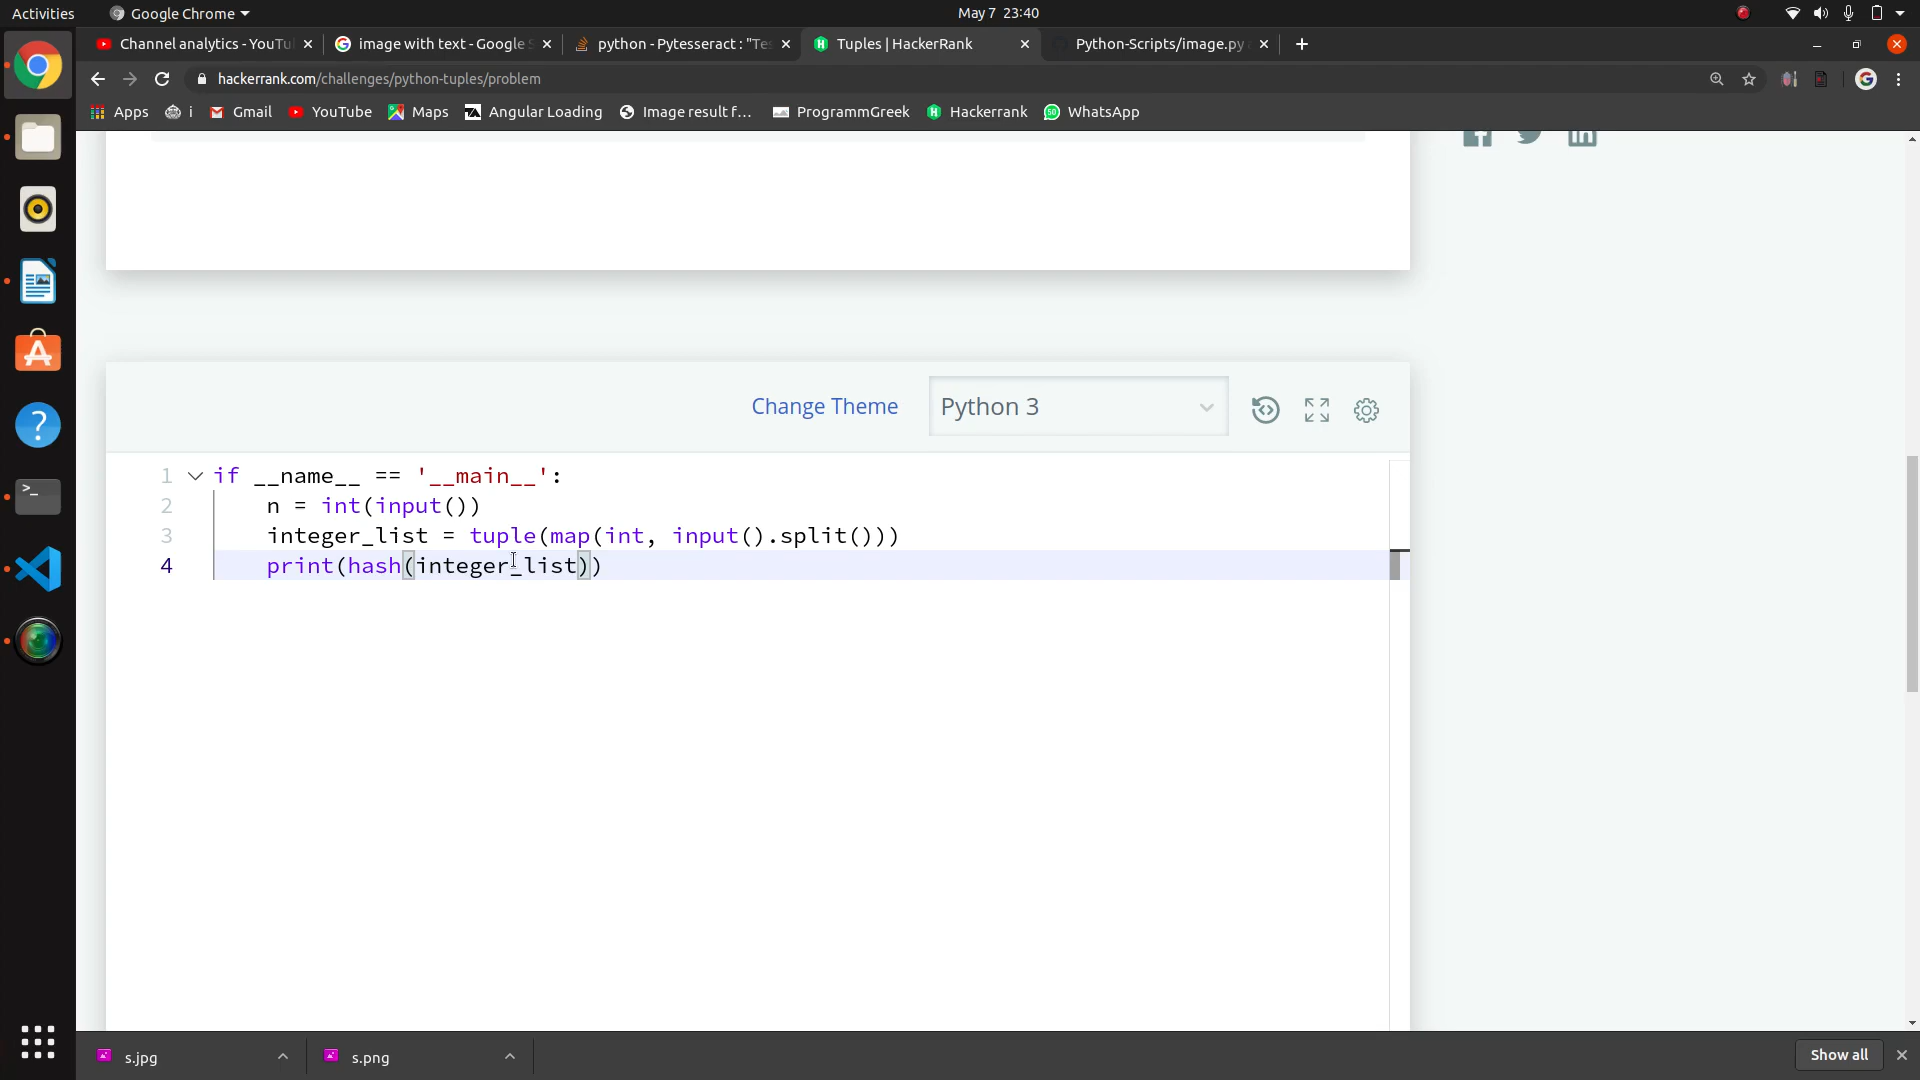 Activities Google Chrome May 7 23:40
Channel analytics - YouTu image with text - Google S python - Pytesseract : "Tes Tuples | HackerRank Python-Scripts/image.py
hackerrank.com/challenges/python-tuples/problem
Apps i Gmail YouTube Maps Angular Loading Image result f... ProgrammGreek Hackerrank WhatsApp
Change Theme Python 3
1 if __name__ == '__main__':
2 n = int(input())
3 integer_list = tuple(map(int, input().split()))
4 print(hash(integer_list))
s.jpg s.png Show all